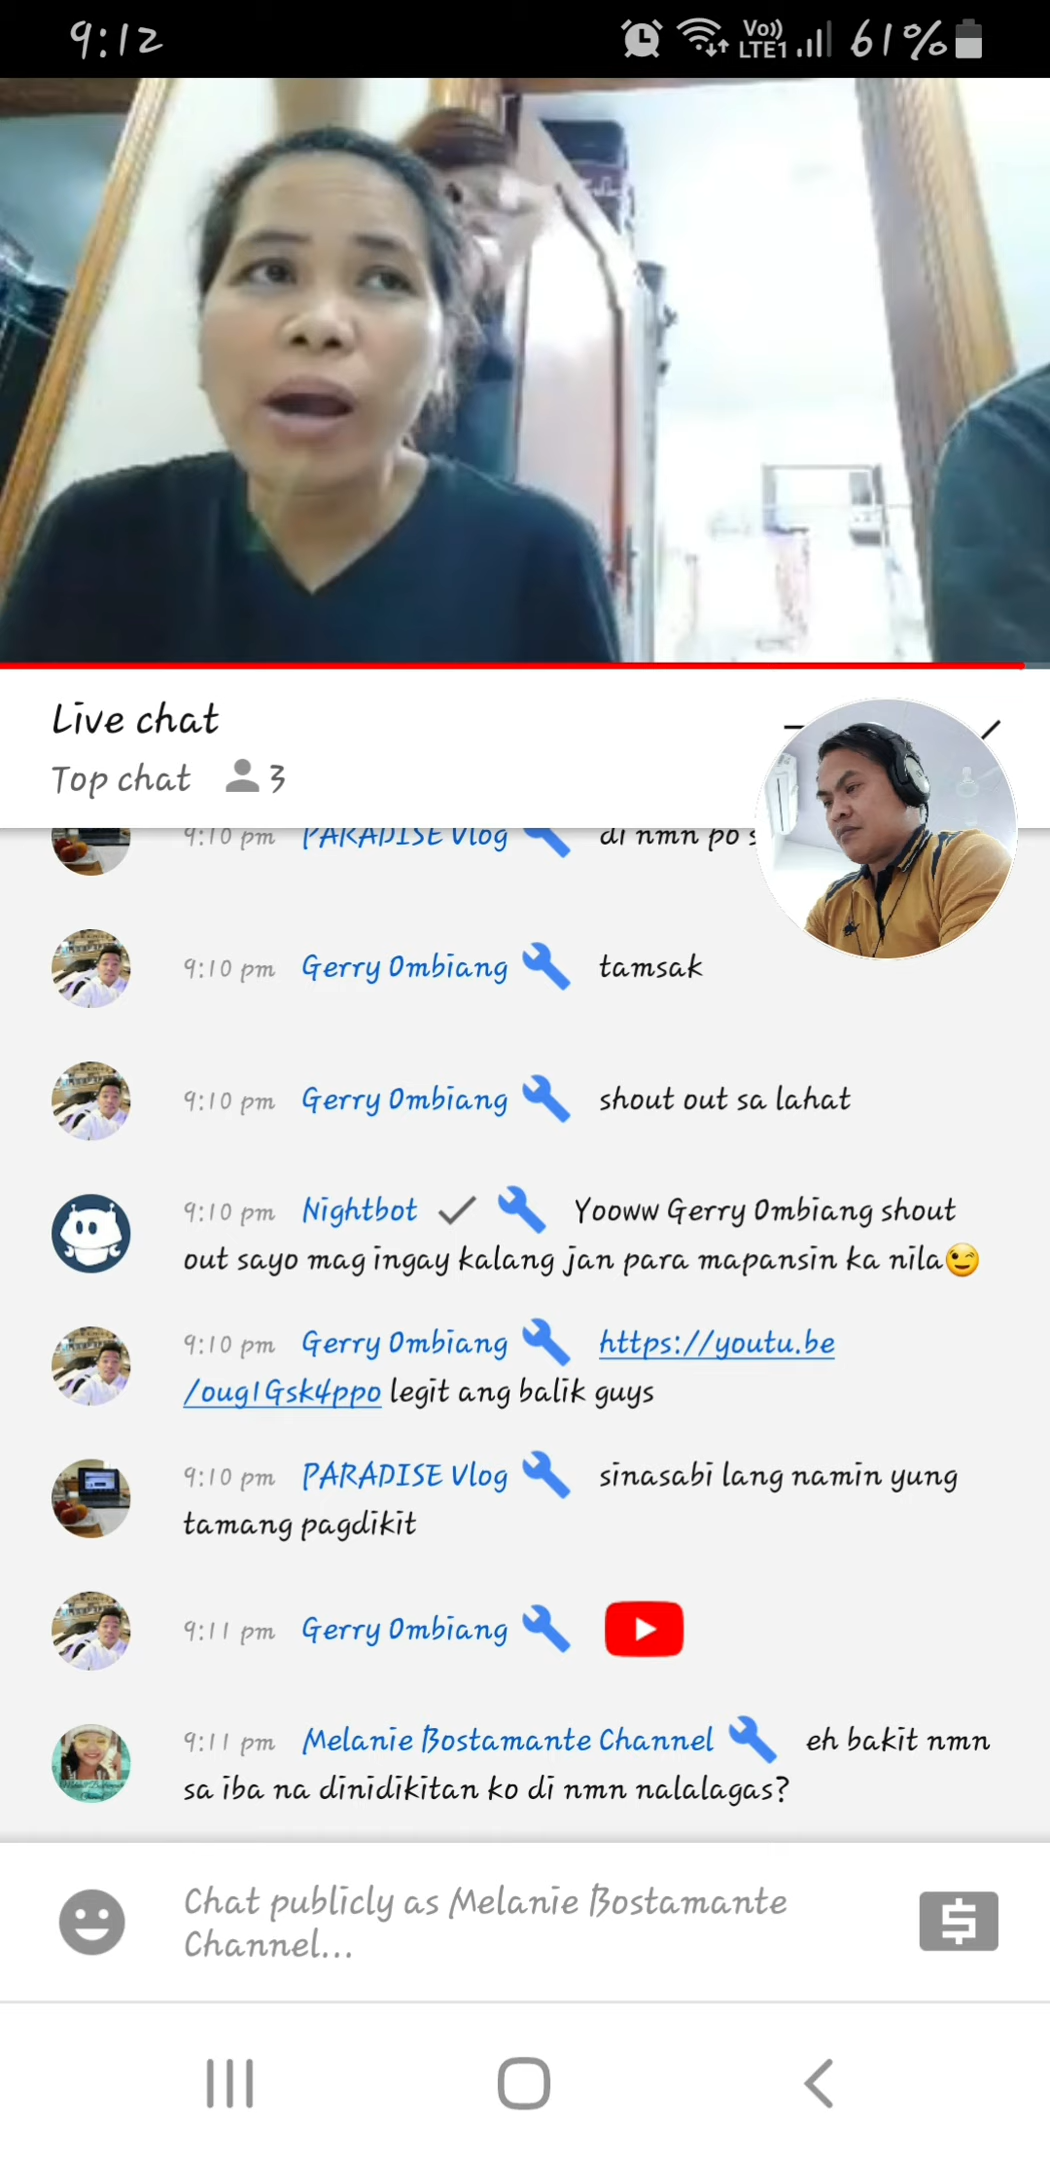 9:12
Vo))
LTE1
61%
Live chat
Top chat 3
9:10 pm PARADISE Vlog di nmn po
9:10 pm Gerry Ombiang tamsak
9:10 pm Gerry Ombiang shout out sa lahat
9:10 pm Nightbot Yooww Gerry Ombiang shout
out sayo mag ingay kalang jan para mapansin ka nila😉
9:10 pm Gerry Ombiang https://youtu.be
/oug1Gsk4ppo legit ang balik guys
9:10 pm PARADISE Vlog sinasabi lang namin yung
tamang pagdikit
9:11 pm Gerry Ombiang
9:11 pm Melanie Bostamante Channel eh bakit nmn
sa iba na dinidikitan ko di nmn nalalagas?
Chat publicly as Melanie Bostamante
Channel...